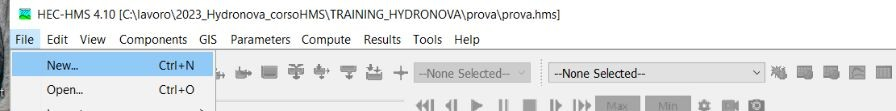 HEC-HMS 4.10 [C:\lavoro\2023_Hydronova_corsoHMS\TRAINING_HYDRONOVA\prova\prova.hms]
File Edit View Components GIS Parameters Compute Results Tools Help
New... Ctrl+N
--None Selected-- --None Selected--
Open... Ctrl+O
Max Min